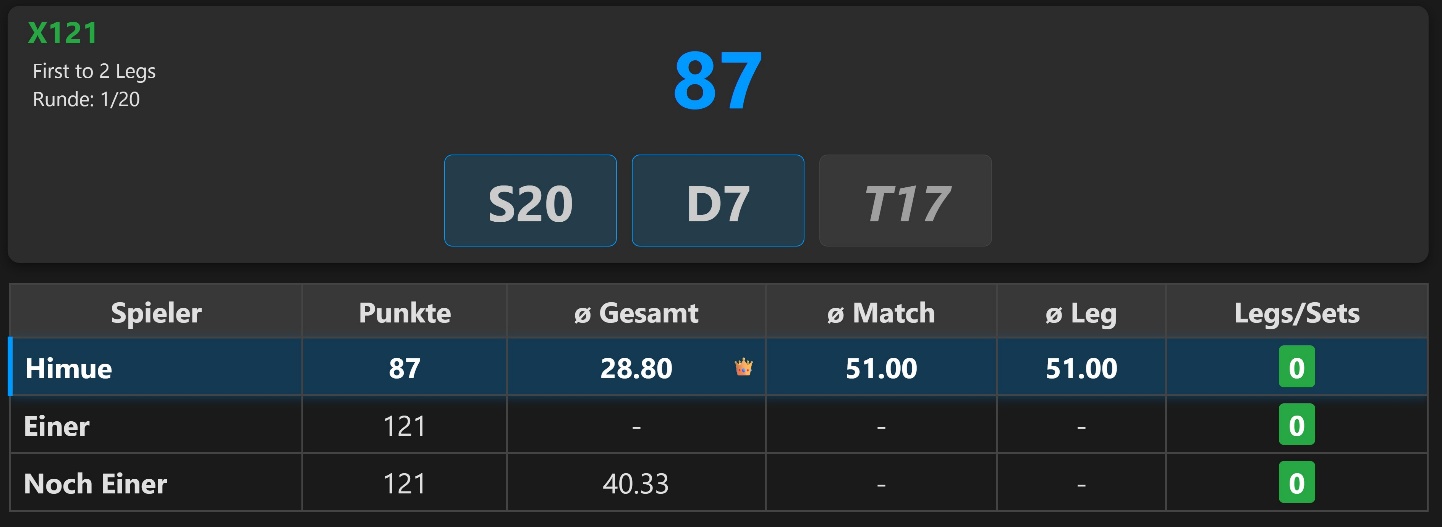 X121
First to 2 Legs
Runde: 1/20
87
S20 D7 T17
Spieler Punkte ø Gesamt ø Match ø Leg Legs/Sets
Himue 87 28.80 51.00 51.00 0
Einer 121 - - - 0
Noch Einer 121 40.33 - - 0